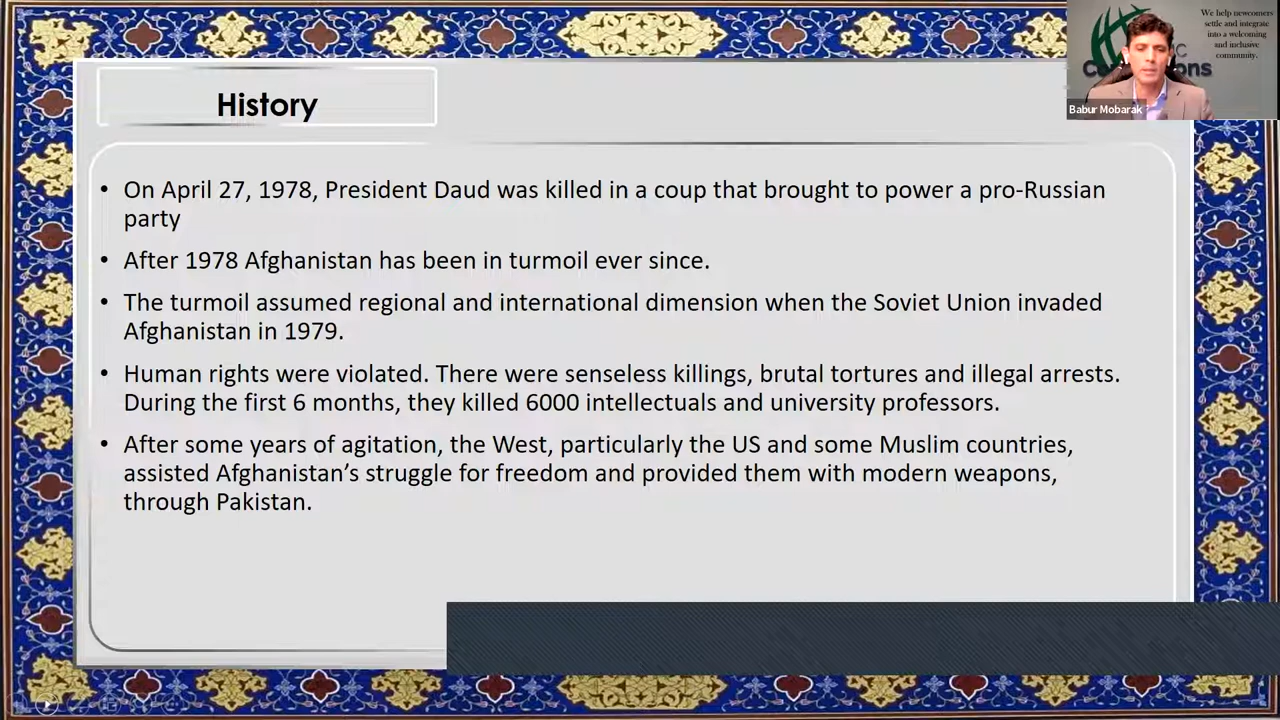 We help newcomers
settle and integrate
into a welcoming
and inclusive
community.
Babur Mobarak
History
• On April 27, 1978, President Daud was killed in a coup that brought to power a pro-Russian
party
• After 1978 Afghanistan has been in turmoil ever since.
• The turmoil assumed regional and international dimension when the Soviet Union invaded
Afghanistan in 1979.
• Human rights were violated. There were senseless killings, brutal tortures and illegal arrests.
During the first 6 months, they killed 6000 intellectuals and university professors.
• After some years of agitation, the West, particularly the US and some Muslim countries,
assisted Afghanistan’s struggle for freedom and provided them with modern weapons,
through Pakistan.